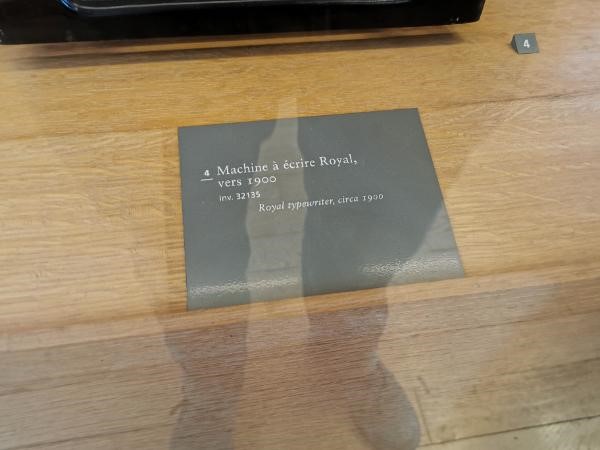 4
4 Machine à écrire Royal,
vers 1900
Inv. 32135
Royal typewriter, circa 1900